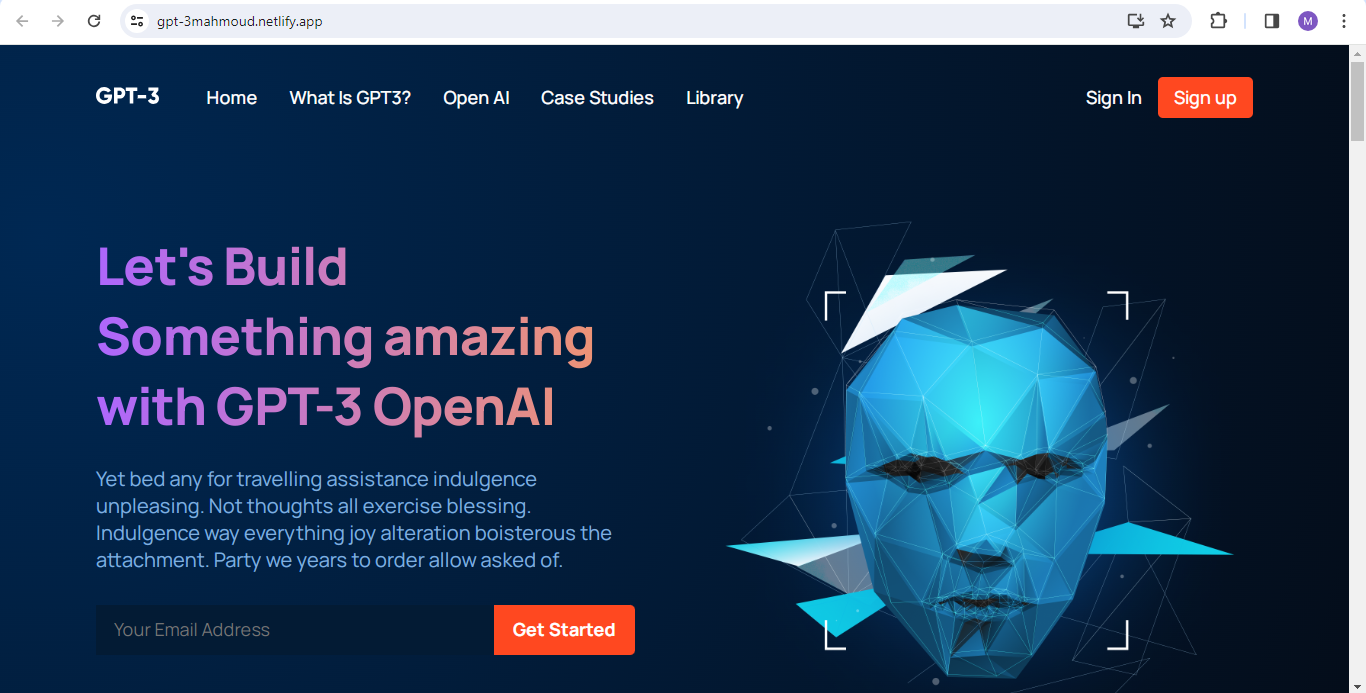 gpt-3mahmoud.netlify.app
M
GPT-3 Home What Is GPT3? Open AI Case Studies Library Sign In Sign up
Let's Build
Something amazing
with GPT-3 OpenAI
Yet bed any for travelling assistance indulgence
unpleasing. Not thoughts all exercise blessing.
Indulgence way everything joy alteration boisterous the
attachment. Party we years to order allow asked of.
Your Email Address Get Started